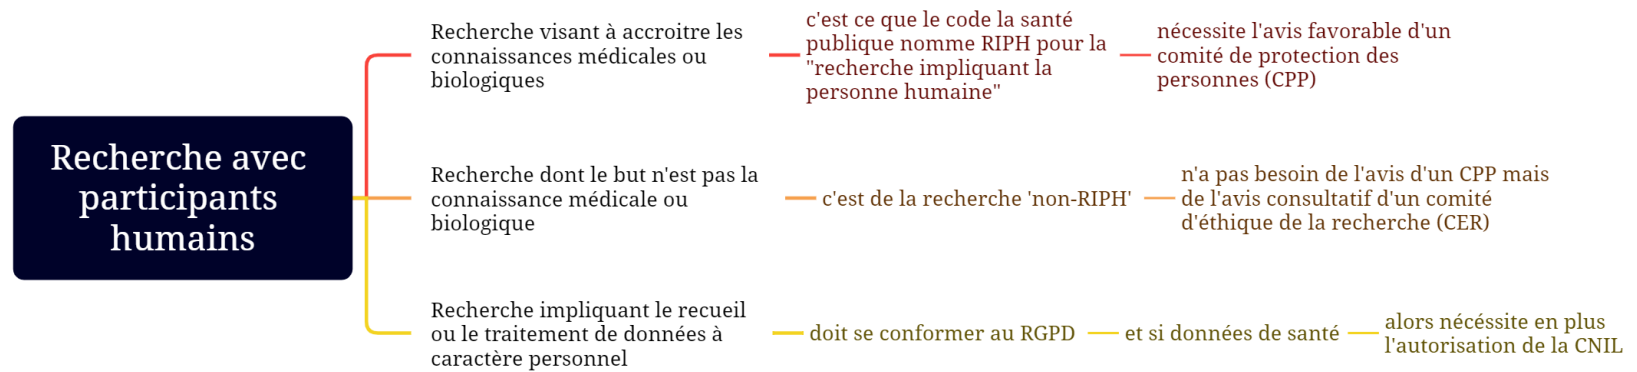 Recherche avec
participants
humains
Recherche visant à accroitre les
connaissances médicales ou
biologiques
c'est ce que le code la santé
publique nomme RIPH pour la
"recherche impliquant la
personne humaine"
nécessite l'avis favorable d'un
comité de protection des
personnes (CPP)
Recherche dont le but n'est pas la
connaissance médicale ou
biologique
c'est de la recherche 'non-RIPH'
n'a pas besoin de l'avis d'un CPP mais
de l'avis consultatif d'un comité
d'éthique de la recherche (CER)
Recherche impliquant le recueil
ou le traitement de données à
caractère personnel
doit se conformer au RGPD
et si données de santé
alors nécéssite en plus
l'autorisation de la CNIL